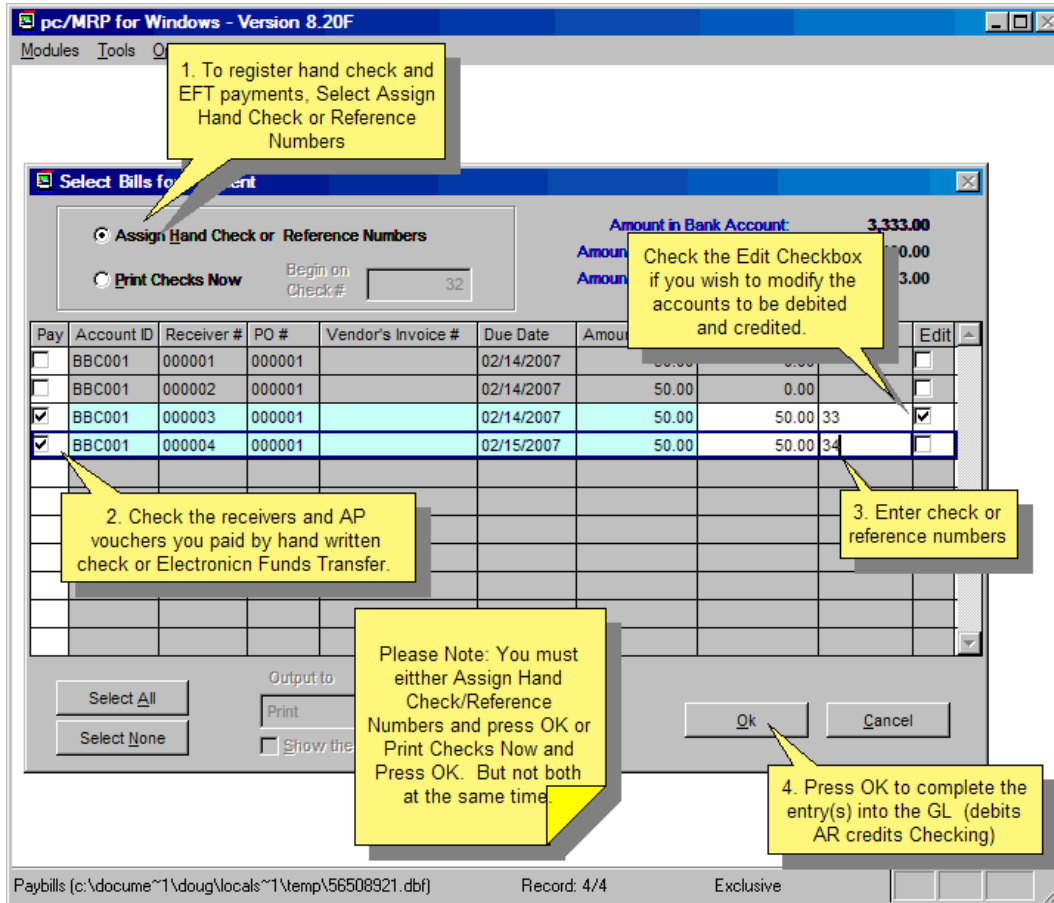 pc/MRP for Windows - Version 8.20F
Modules Tools
1. To register hand check and
EFT payments, Select Assign
Hand Check or Reference
Numbers
Select Bills
Assign Hand Check or Reference Numbers
Print Checks Now
Begin on
Check #
32
Amount in Bank Account: 3,333.00
Check the Edit Checkbox
if you wish to modify the
accounts to be debited
and credited.
Pay Account ID Receiver # PO # Vendor's Invoice # Due Date Edit
BBC001 000001 000001 02/14/2007
BBC001 000002 000001 02/14/2007 50.00 0.00
BBC001 000003 000001 02/14/2007 50.00 50.00 33
BBC001 000004 000001 02/15/2007 50.00 50.00 34
2. Check the receivers and AP
vouchers you paid by hand written
check or Electronicn Funds Transfer.
3. Enter check or
reference numbers
Please Note: You must
eitther Assign Hand
Check/Reference
Numbers and press OK or
Print Checks Now and
Press OK. But not both
at the same time.
Select All
Select None
Output to
Print
Show the
Ok
Cancel
4. Press OK to complete the
entry(s) into the GL (debits
AR credits Checking)
Paybills (c:\docume~1\doug\locals~1\temp\56508921.dbf) Record: 4/4 Exclusive